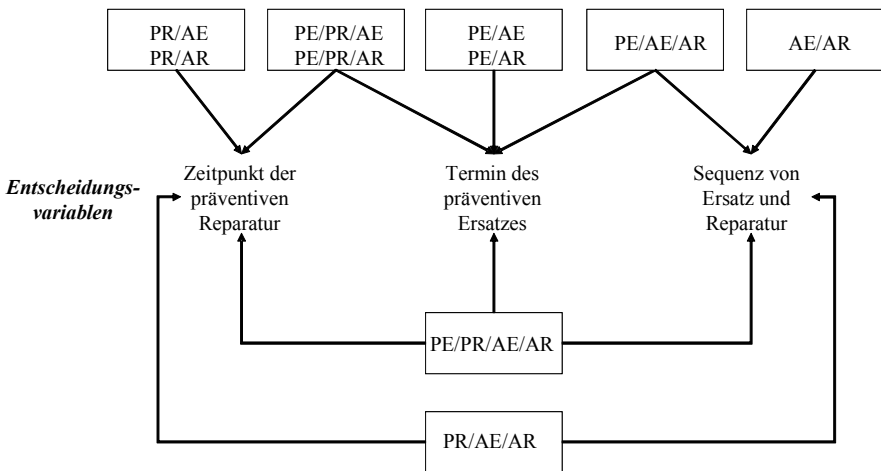 PR/AE
PR/AR
PE/PR/AE
PE/PR/AR
PE/AE
PE/AR
PE/AE/AR
AE/AR
Entscheidungs-
variablen
Zeitpunkt der
präventiven
Reparatur
Termin des
präventiven
Ersatzes
Sequenz von
Ersatz und
Reparatur
PE/PR/AE/AR
PR/AE/AR